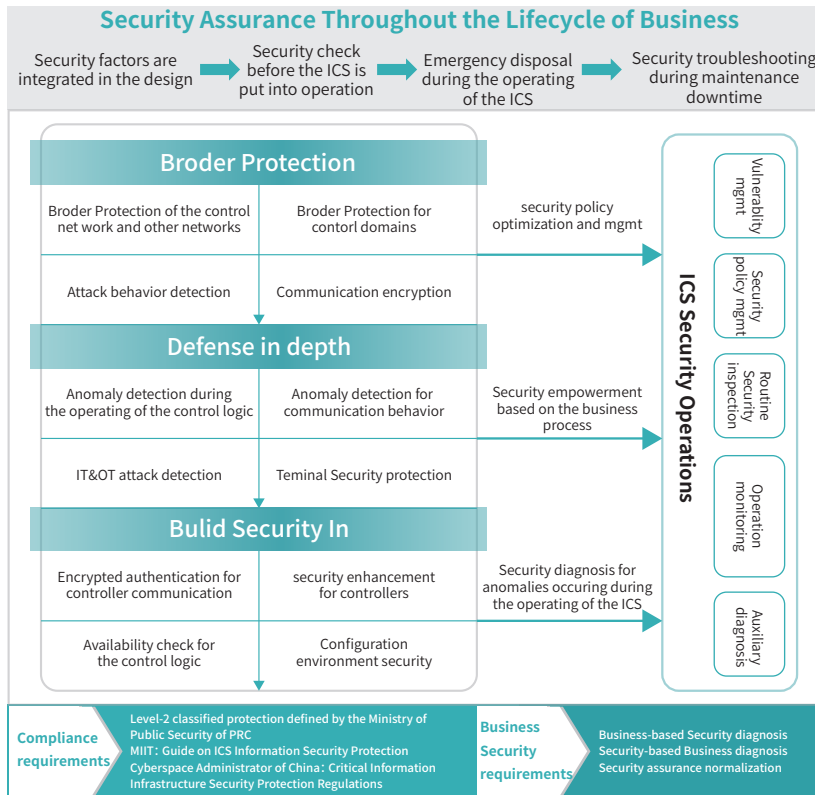 Security Assurance Throughout the Lifecycle of Business
Security factors are
integrated in the design
Security check
before the ICS is
put into operation
Emergency disposal
during the operating
of the ICS
Security troubleshooting
during maintenance
downtime
Broder Protection
Broder Protection of the control
net work and other networks
Broder Protection for
contorl domains
Attack behavior detection
Communication encryption
security policy
optimization and mgmt
Defense in depth
Anomaly detection during
the operating of the control logic
Anomaly detection for
communication behavior
IT&OT attack detection
Teminal Security protection
Security empowerment
based on the business
process
Bulid Security In
Encrypted authentication for
controller communication
security enhancement
for controllers
Availability check for
the control logic
Configuration
environment security
Security diagnosis for
anomalies occuring during
the operating of the ICS
ICS Security Operations
Vulnerablity
mgmt
Security
policy mgmt
Routine
Security
inspection
Operation
monitoring
Auxiliary
diagnosis
Compliance
requirements
Level-2 classified protection defined by the Ministry of
Public Security of PRC
MIIT: Guide on ICS Information Security Protection
Cyberspace Administrator of China: Critical Information
Infrastructure Security Protection Regulations
Business
Security
requirements
Business-based Security diagnosis
Security-based Business diagnosis
Security assurance normalization